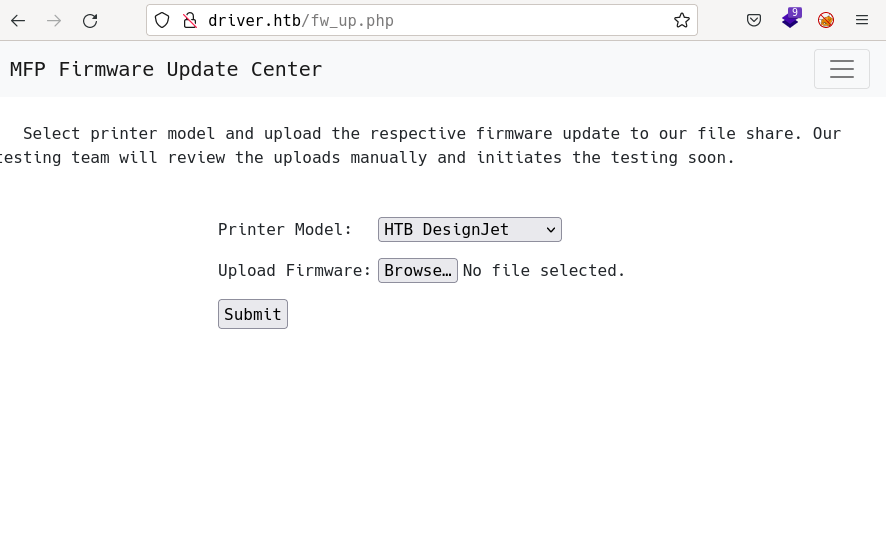 driver.htb/fw_up.php
9
MFP Firmware Update Center
Select printer model and upload the respective firmware update to our file share. Our
testing team will review the uploads manually and initiates the testing soon.
Printer Model: HTB DesignJet
Upload Firmware: Browse… No file selected.
Submit